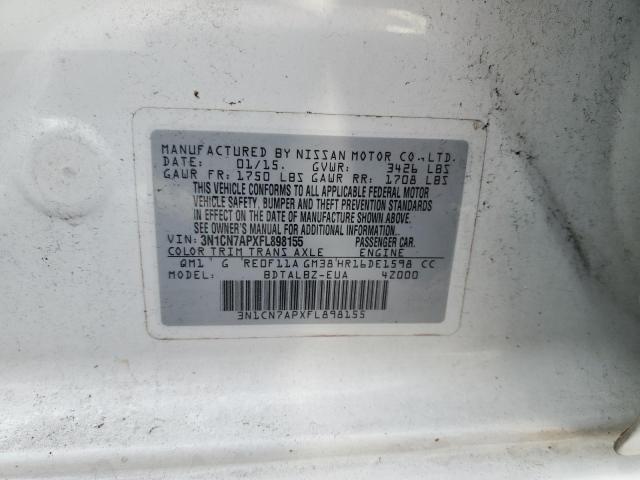 MANUFACTURED BY NISSAN MOTOR CO.,LTD.
DATE: 01/15. GVWR: 3426 LBS
GAWR FR: 1750 LBS GAWR RR: 1708 LBS
THIS VEHICLE CONFORMS TO ALL APPLICABLE FEDERAL MOTOR
VEHICLE SAFETY, BUMPER AND THEFT PREVENTION STANDARDS
IN EFFECT ON THE DATE OF MANUFACTURE SHOWN ABOVE.
SEE OWNER'S MANUAL FOR ADDITIONAL INFORMATION.
VIN: 3N1CN7APXFL898155 PASSENGER CAR.
COLOR TRIM TRANS AXLE ENGINE
QM1 G RE0F11A GM38 HR16DE1598 CC
MODEL: BDTALBZ-EUA 4Z000
3N1CN7APXFL898155